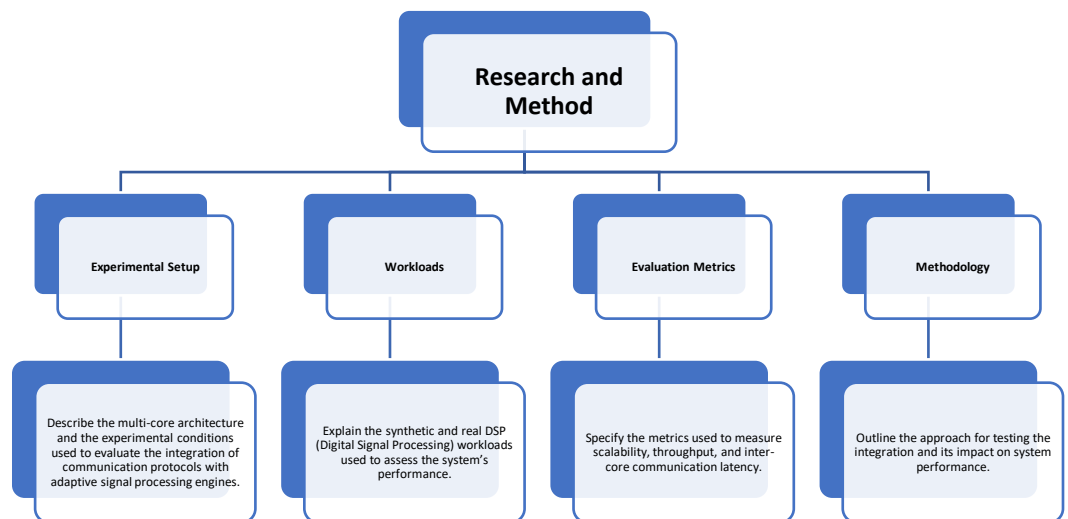 Research and
Method
Experimental Setup
Workloads
Evaluation Metrics
Methodology
Describe the multi-core architecture
and the experimental conditions
used to evaluate the integration of
communication protocols with
adaptive signal processing engines.
Explain the synthetic and real DSP
(Digital Signal Processing) workloads
used to assess the system’s
performance.
Specify the metrics used to measure
scalability, throughput, and inter-
core communication latency.
Outline the approach for testing the
integration and its impact on system
performance.